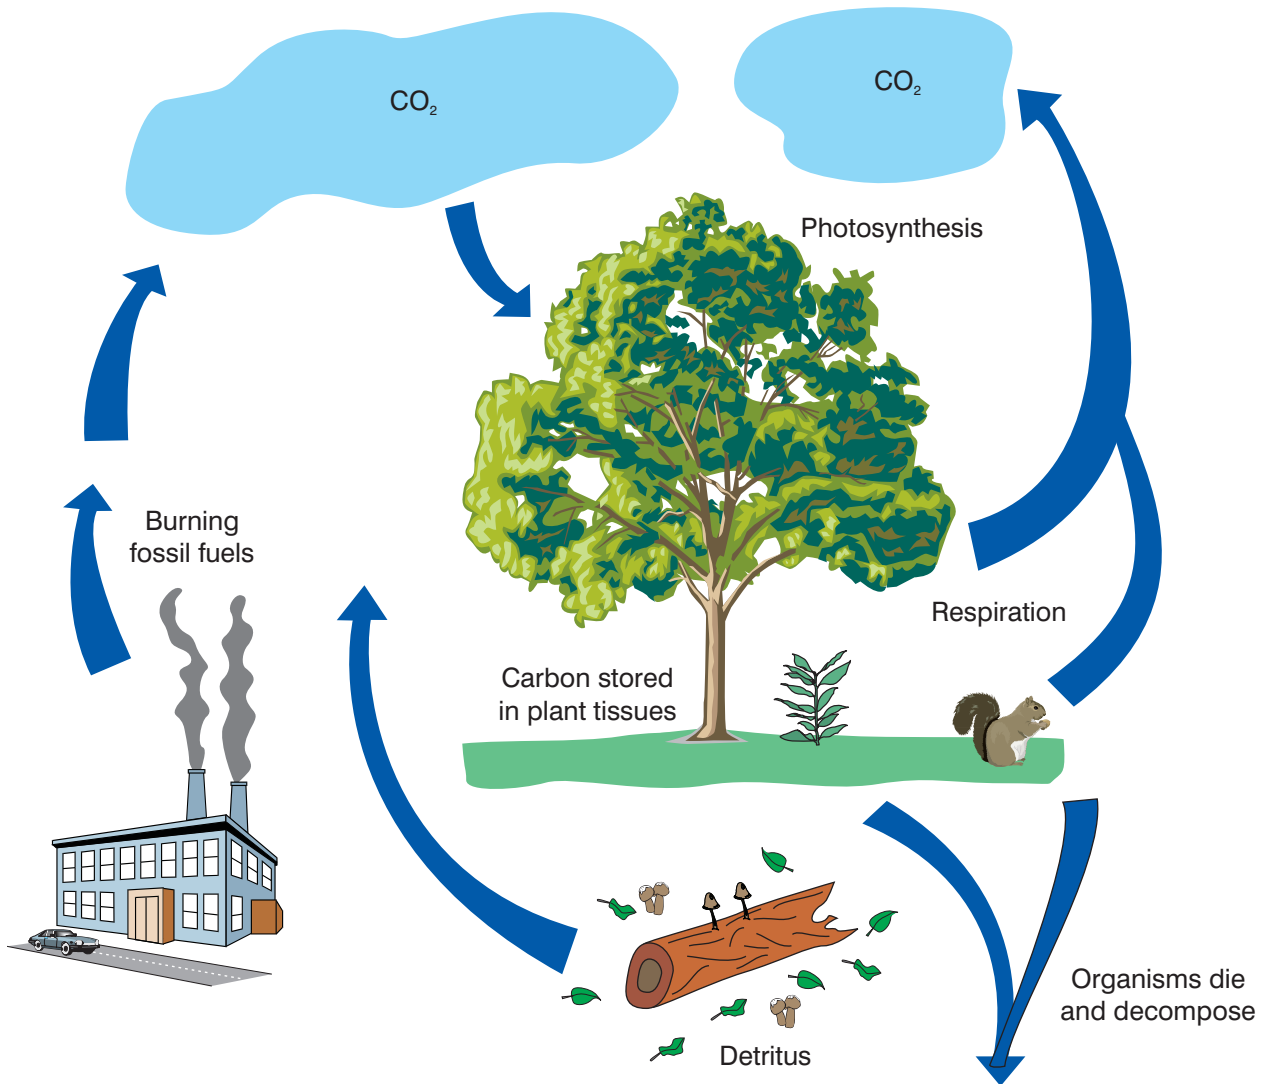 CO₂
CO₂
Photosynthesis
Burning
fossil fuels
Respiration
Carbon stored
in plant tissues
Organisms die
and decompose
Detritus